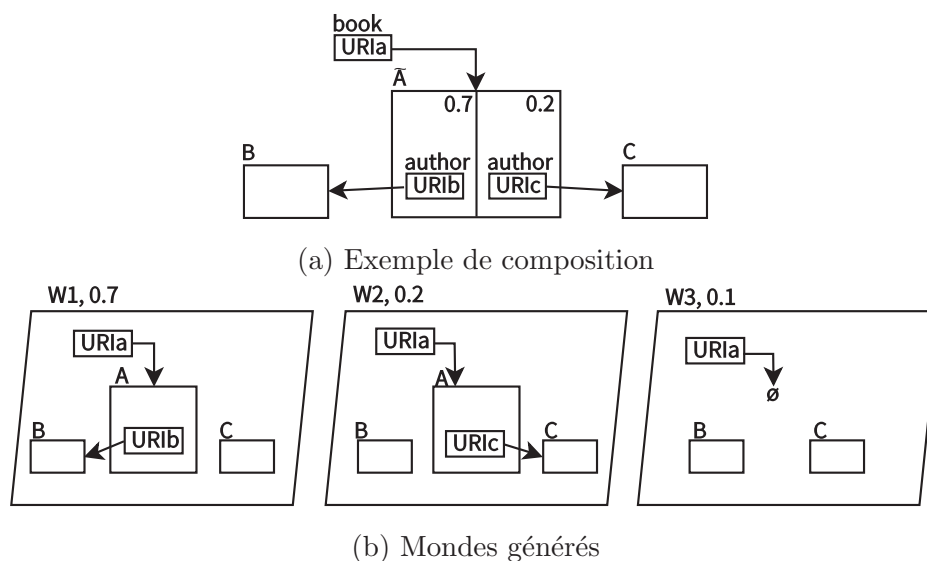 book
URIa
Ã
0.7 0.2
B
C
author author
URIb URIc
(a) Exemple de composition
W1, 0.7 W2, 0.2 W3, 0.1
URIa URIa URIa
A A ø
B URIb C B URIc C B C
(b) Mondes générés